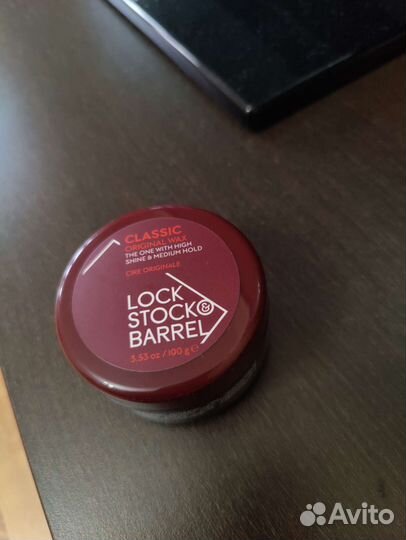 CLASSIC
ORIGINAL WAX
THE ONE WITH HIGH
SHINE & MEDIUM HOLD
CIRE ORIGINALE
LOCK
STOCK &
BARREL
3.53 oz / 100 g ℮
Avito